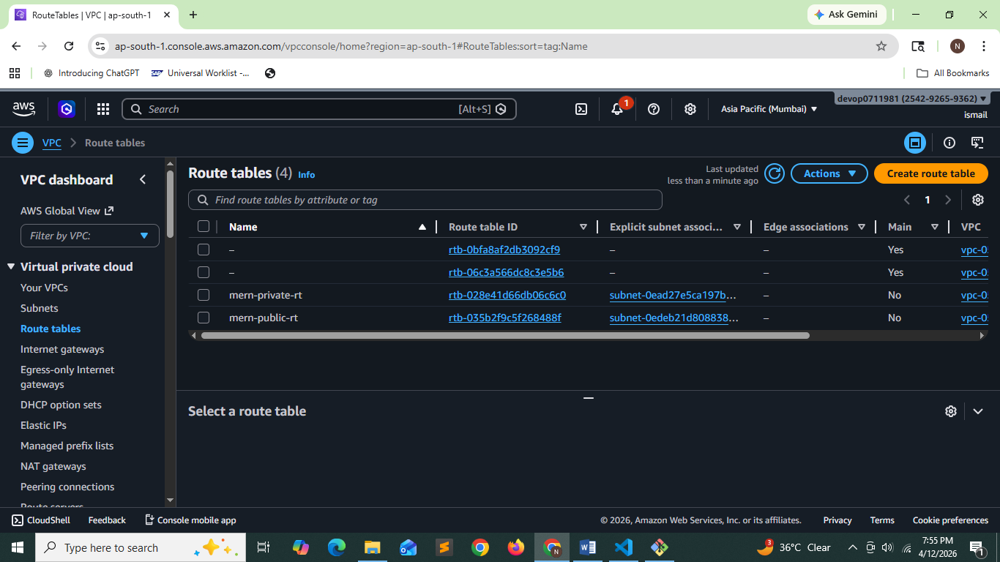 RouteTables | VPC | ap-south-1
Ask Gemini
ap-south-1.console.aws.amazon.com/vpcconsole/home?region=ap-south-1#RouteTables:sort=tag:Name
N
Introducing ChatGPT
SAP
Universal Worklist -...
All Bookmarks
aws
Search
[Alt+S]
1
Asia Pacific (Mumbai)
devop0711981 (2542-9265-9362)
ismail
VPC
Route tables
VPC dashboard
AWS Global View
Filter by VPC:
Virtual private cloud
Your VPCs
Subnets
Route tables
Internet gateways
Egress-only Internet
gateways
DHCP option sets
Elastic IPs
Managed prefix lists
NAT gateways
Peering connections
Route servers
Route tables (4) Info
Last updated
less than a minute ago
Actions
Create route table
Find route tables by attribute or tag
1
Name Route table ID Explicit subnet associ... Edge associations Main VPC
– rtb-0bfa8af2db3092cf9 – – Yes vpc-0
– rtb-06c3a566dc8c3e5b6 – – Yes vpc-0
mern-private-rt rtb-028e41d66db06c6c0 subnet-0ead27e5ca197b... – No vpc-0
mern-public-rt rtb-035b2f9c5f268488f subnet-0edeb21d808838... – No vpc-0
Select a route table
CloudShell Feedback Console mobile app
© 2026, Amazon Web Services, Inc. or its affiliates. Privacy Terms Cookie preferences
Type here to search
N
3
36°C Clear
7:55 PM
4/12/2026
1